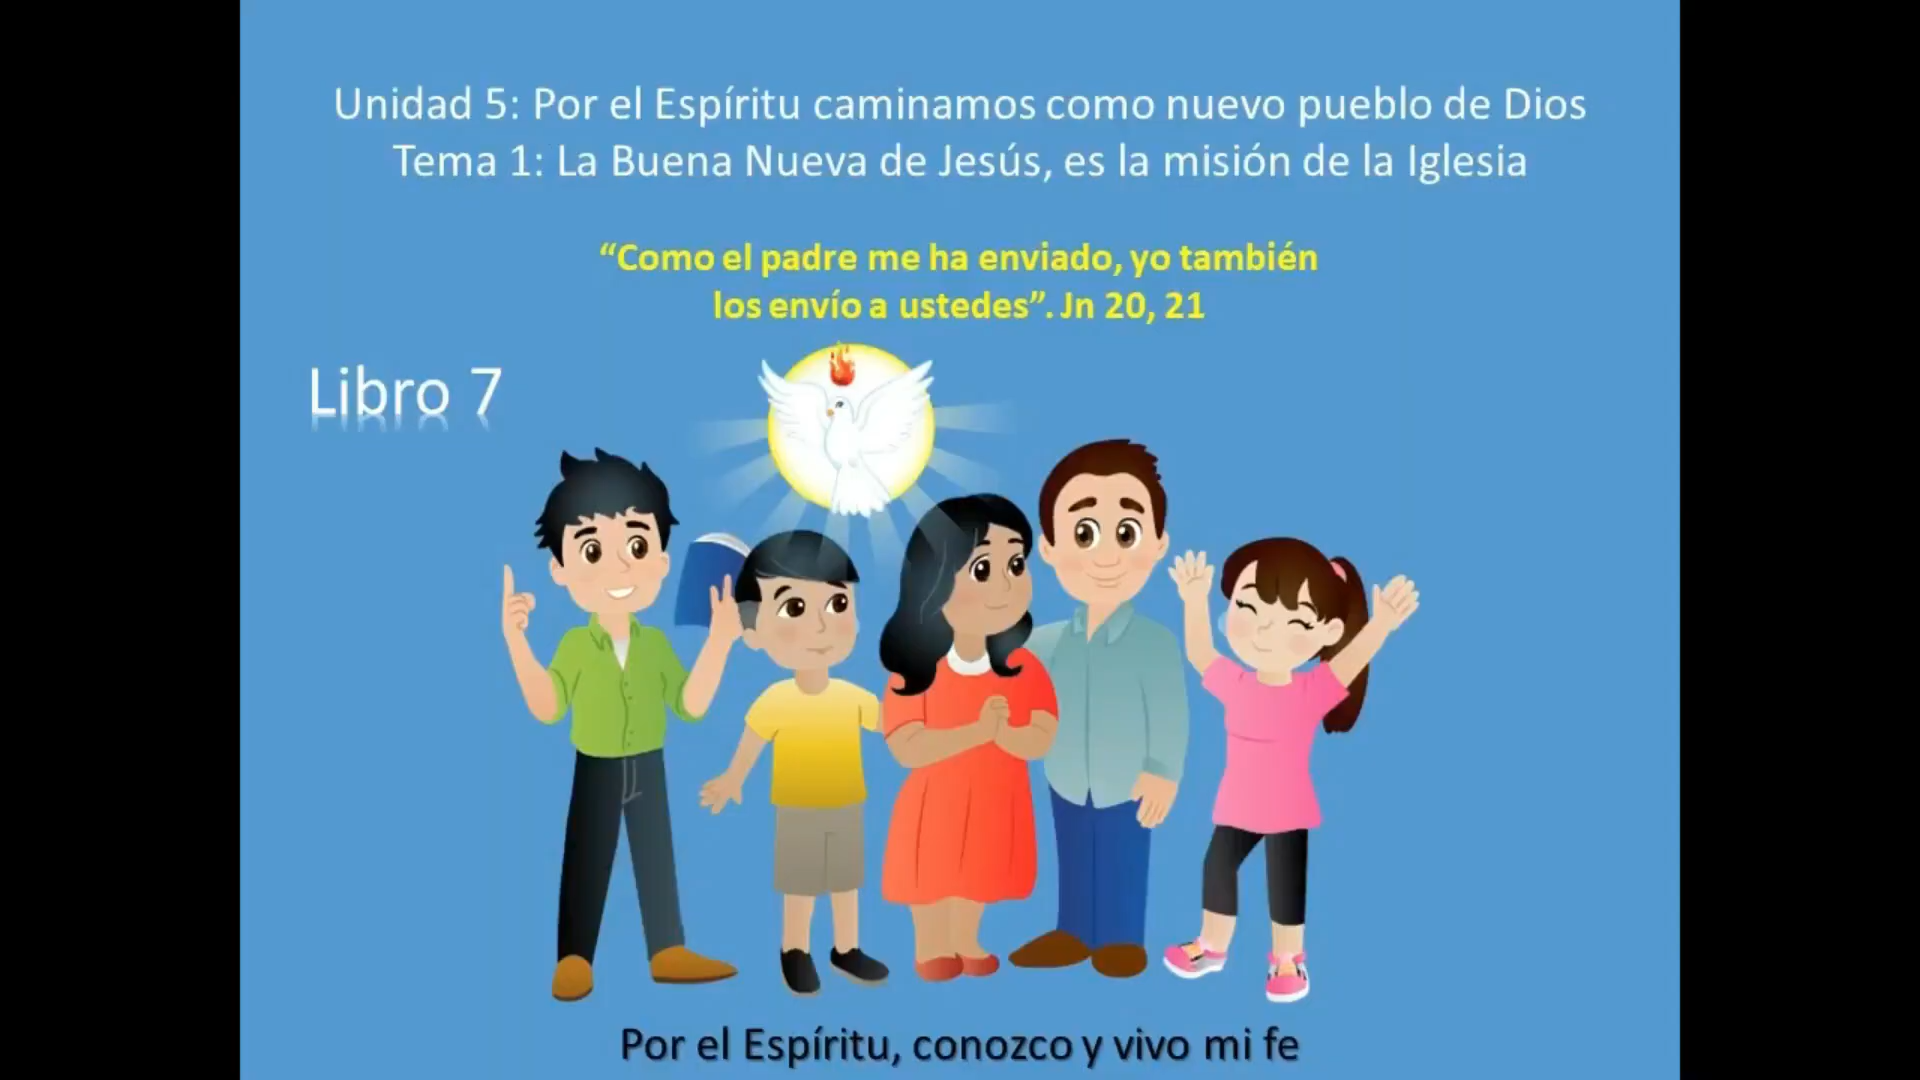 Unidad 5: Por el Espíritu caminamos como nuevo pueblo de Dios
Tema 1: La Buena Nueva de Jesús, es la misión de la Iglesia
“Como el padre me ha enviado, yo también
los envío a ustedes”. Jn 20, 21
Libro 7
Por el Espíritu, conozco y vivo mi fe